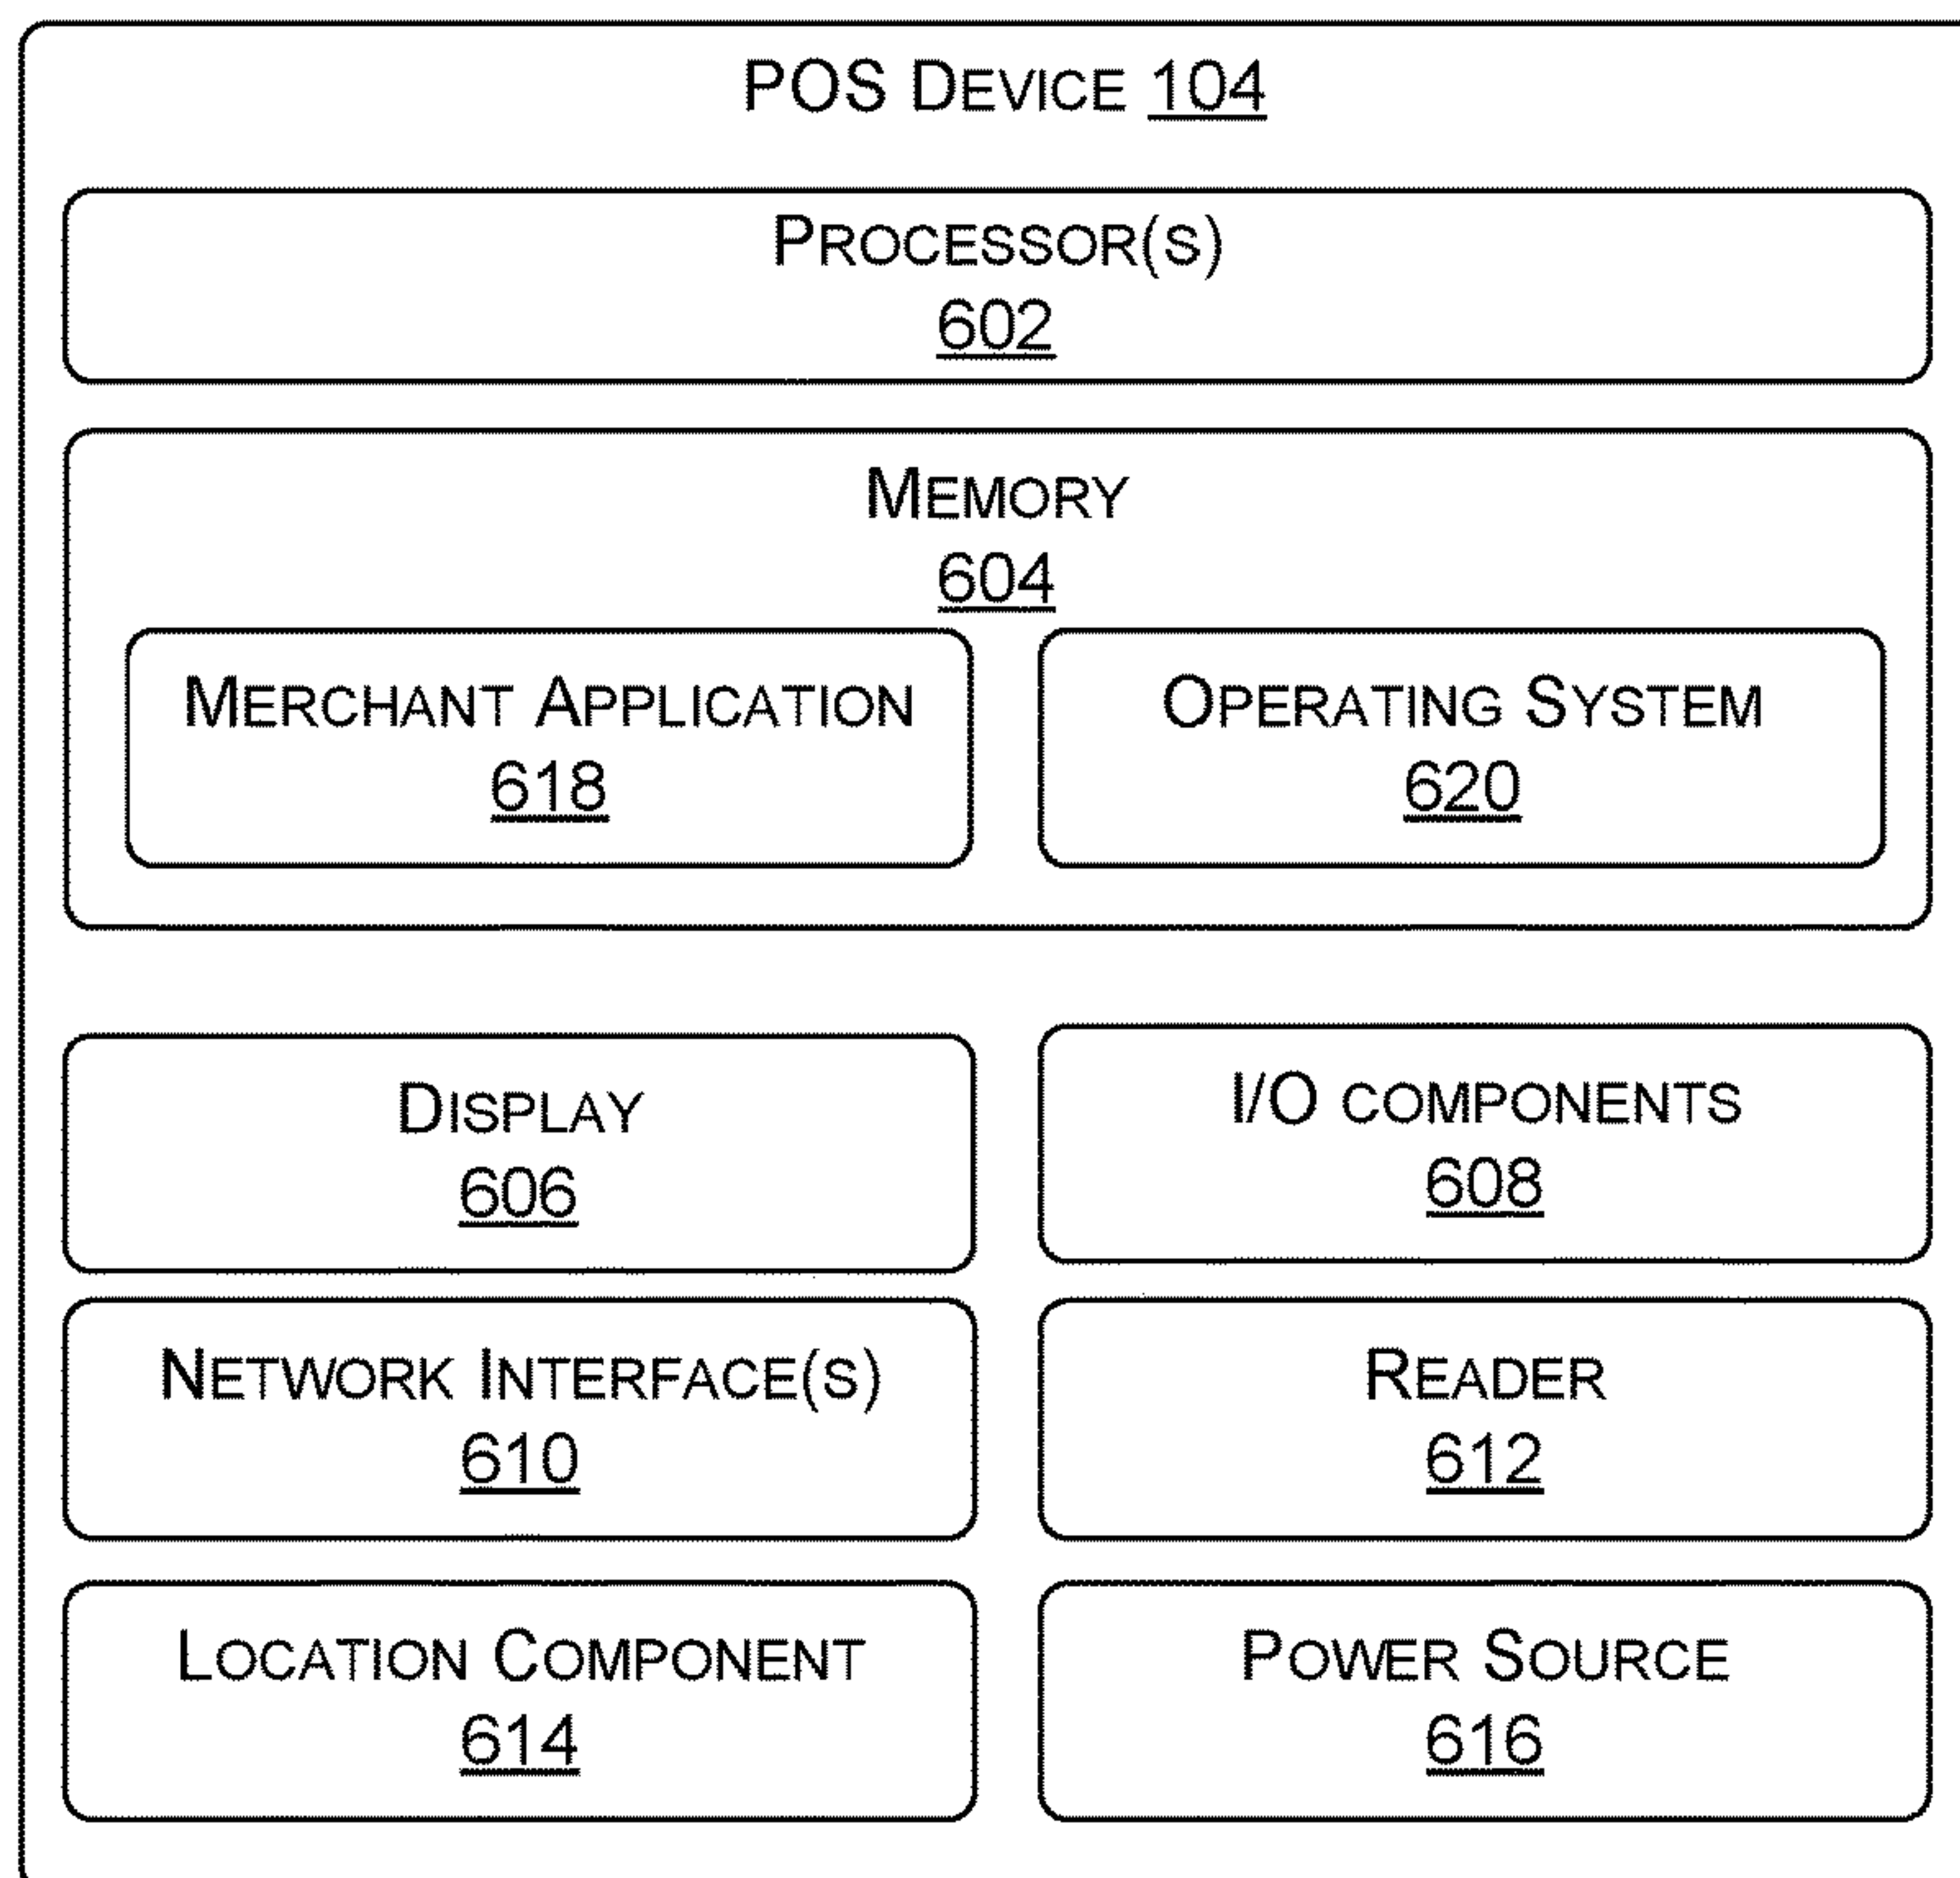 POS DEVICE 104
PROCESSOR(S)
602
MEMORY
604
MERCHANT APPLICATION
618
OPERATING SYSTEM
620
DISPLAY
606
I/O COMPONENTS
608
NETWORK INTERFACE(S)
610
READER
612
LOCATION COMPONENT
614
POWER SOURCE
616